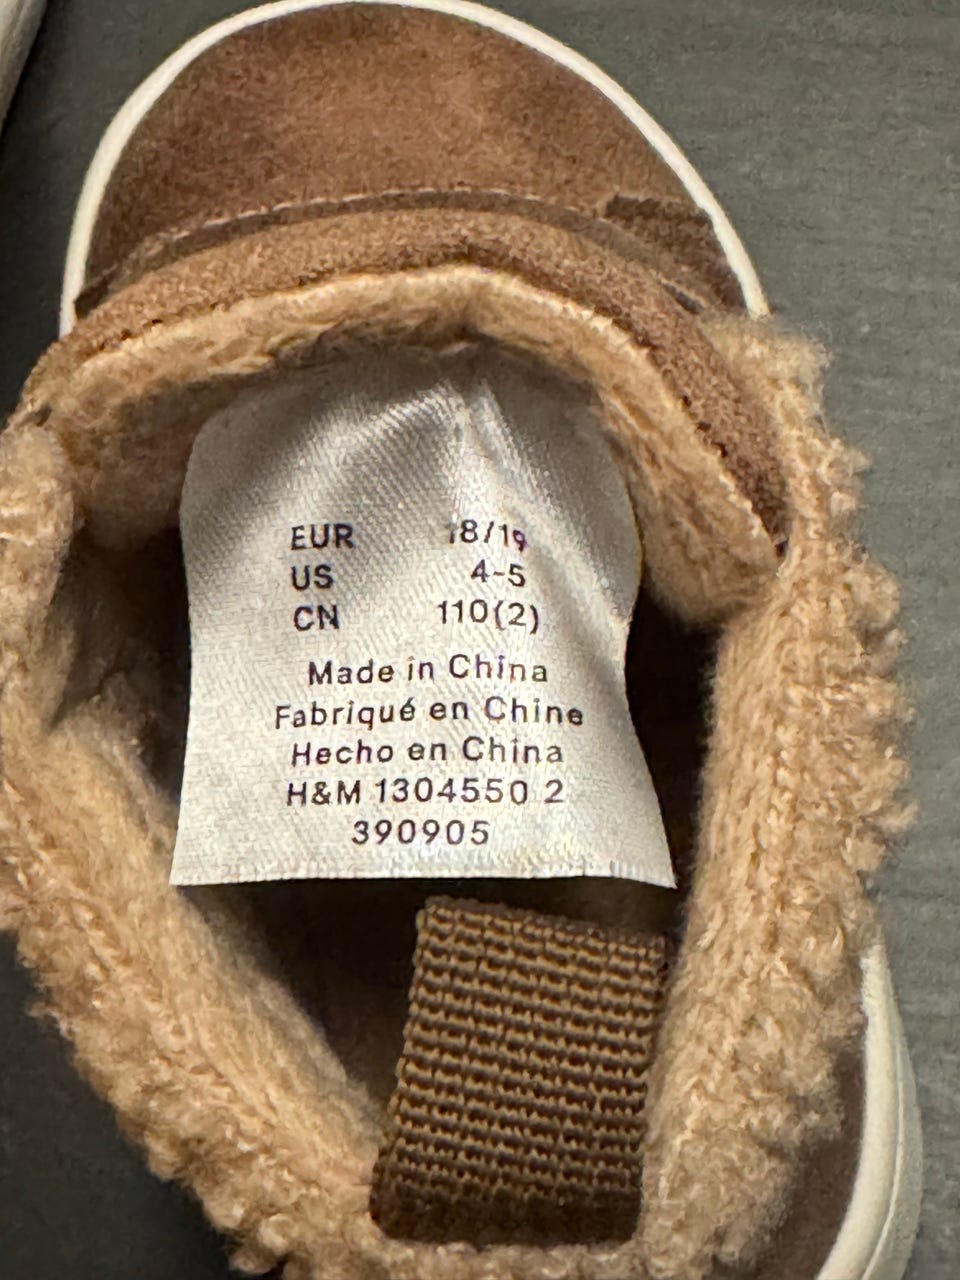 EUR 18/19
US 4-5
CN 110(2)
Made in China
Fabriqué en Chine
Hecho en China
H&M 1304550 2
390905